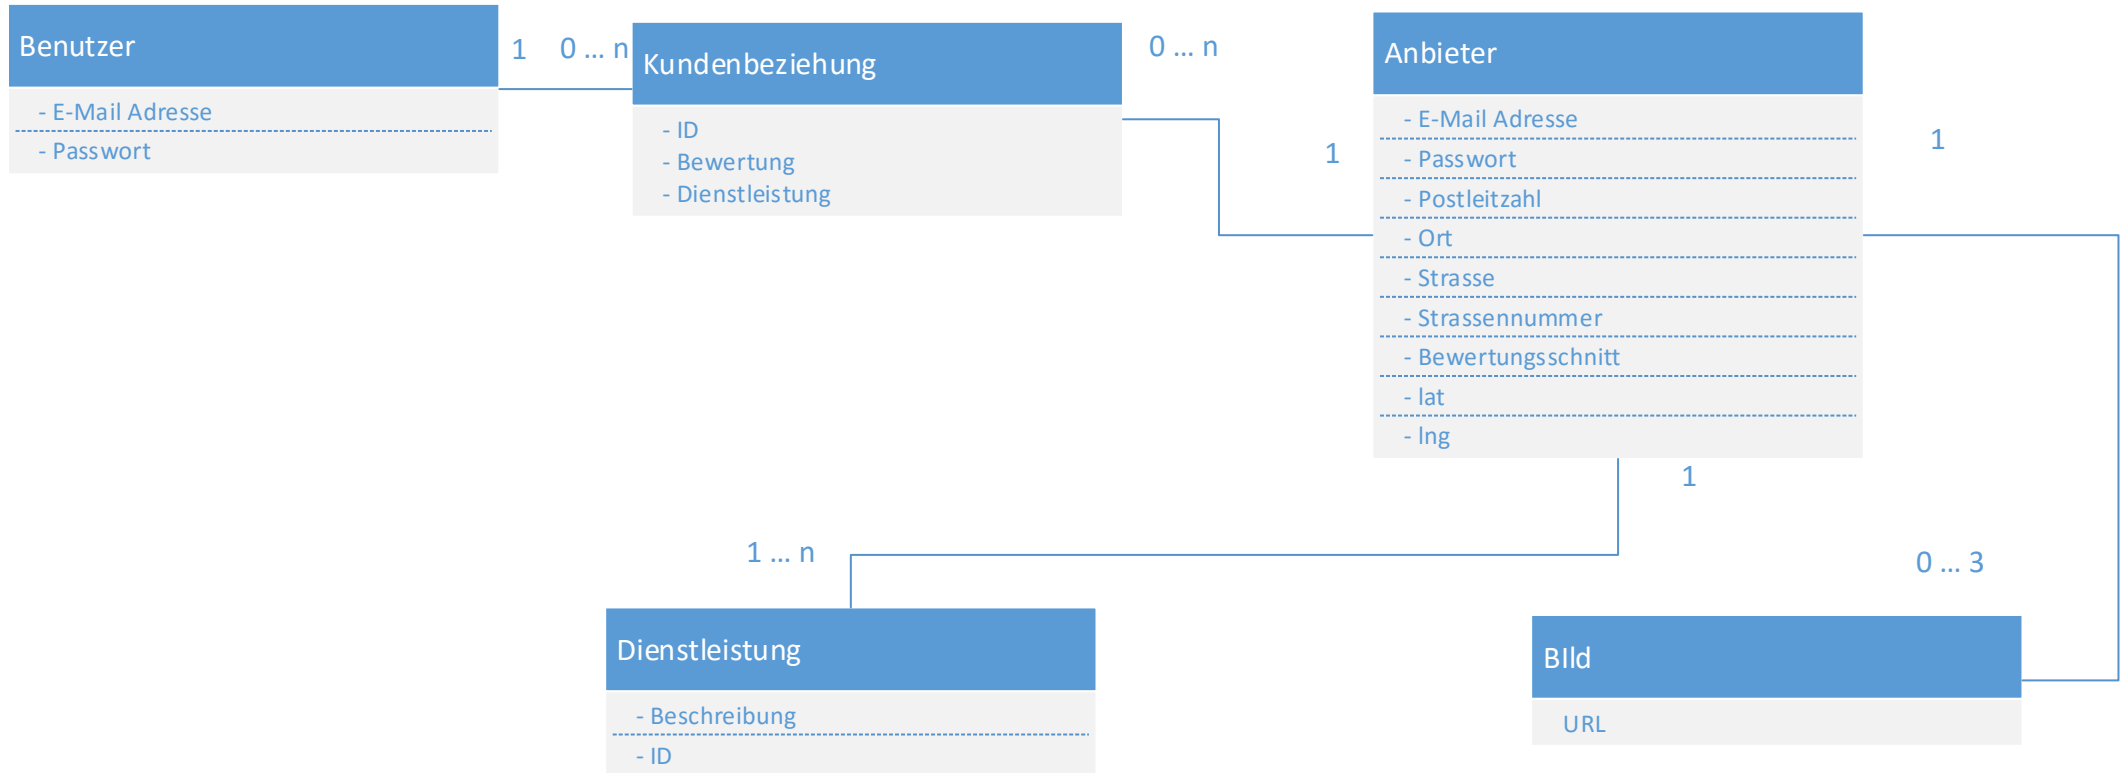 Benutzer
- E-Mail Adresse
- Passwort
1
0 ... n
Kundenbeziehung
- ID
- Bewertung
- Dienstleistung
0 ... n
1
Anbieter
- E-Mail Adresse
- Passwort
- Postleitzahl
- Ort
- Strasse
- Strassennummer
- Bewertungsschnitt
- lat
- lng
1
1
1 ... n
0 ... 3
Dienstleistung
- Beschreibung
- ID
BIld
URL